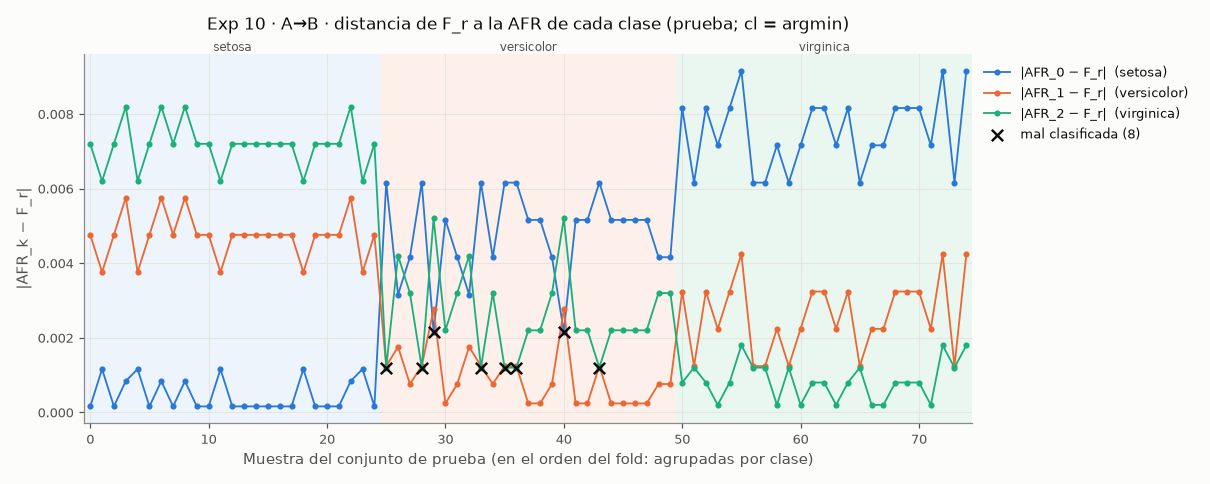 Exp 10 · A→B · distancia de F_r a la AFR de cada clase (prueba; cl = argmin)
setosa versicolor virginica
|AFR_0 − F_r| (setosa)
|AFR_1 − F_r| (versicolor)
|AFR_2 − F_r| (virginica)
mal clasificada (8)
|AFR_k − F_r|
0.008
0.006
0.004
0.002
0.000
0 10 20 30 40 50 60 70
Muestra del conjunto de prueba (en el orden del fold: agrupadas por clase)